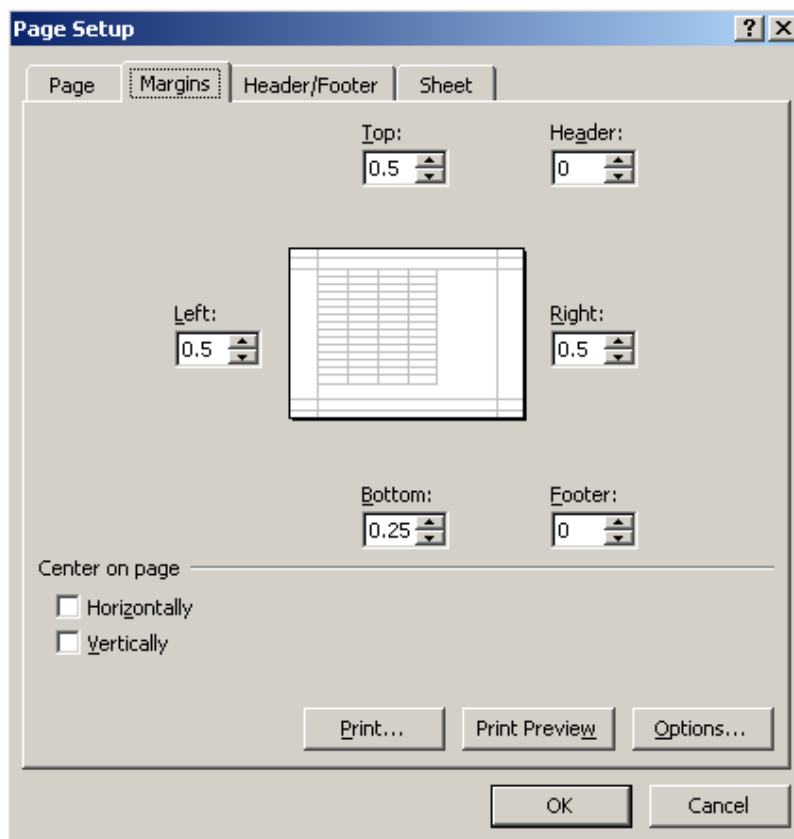 Page Setup
Page Margins Header/Footer Sheet
Top: Header:
0.5 0
Left: Right:
0.5 0.5
Bottom: Footer:
0.25 0
Center on page
Horizontally
Vertically
Print... Print Preview Options...
OK Cancel